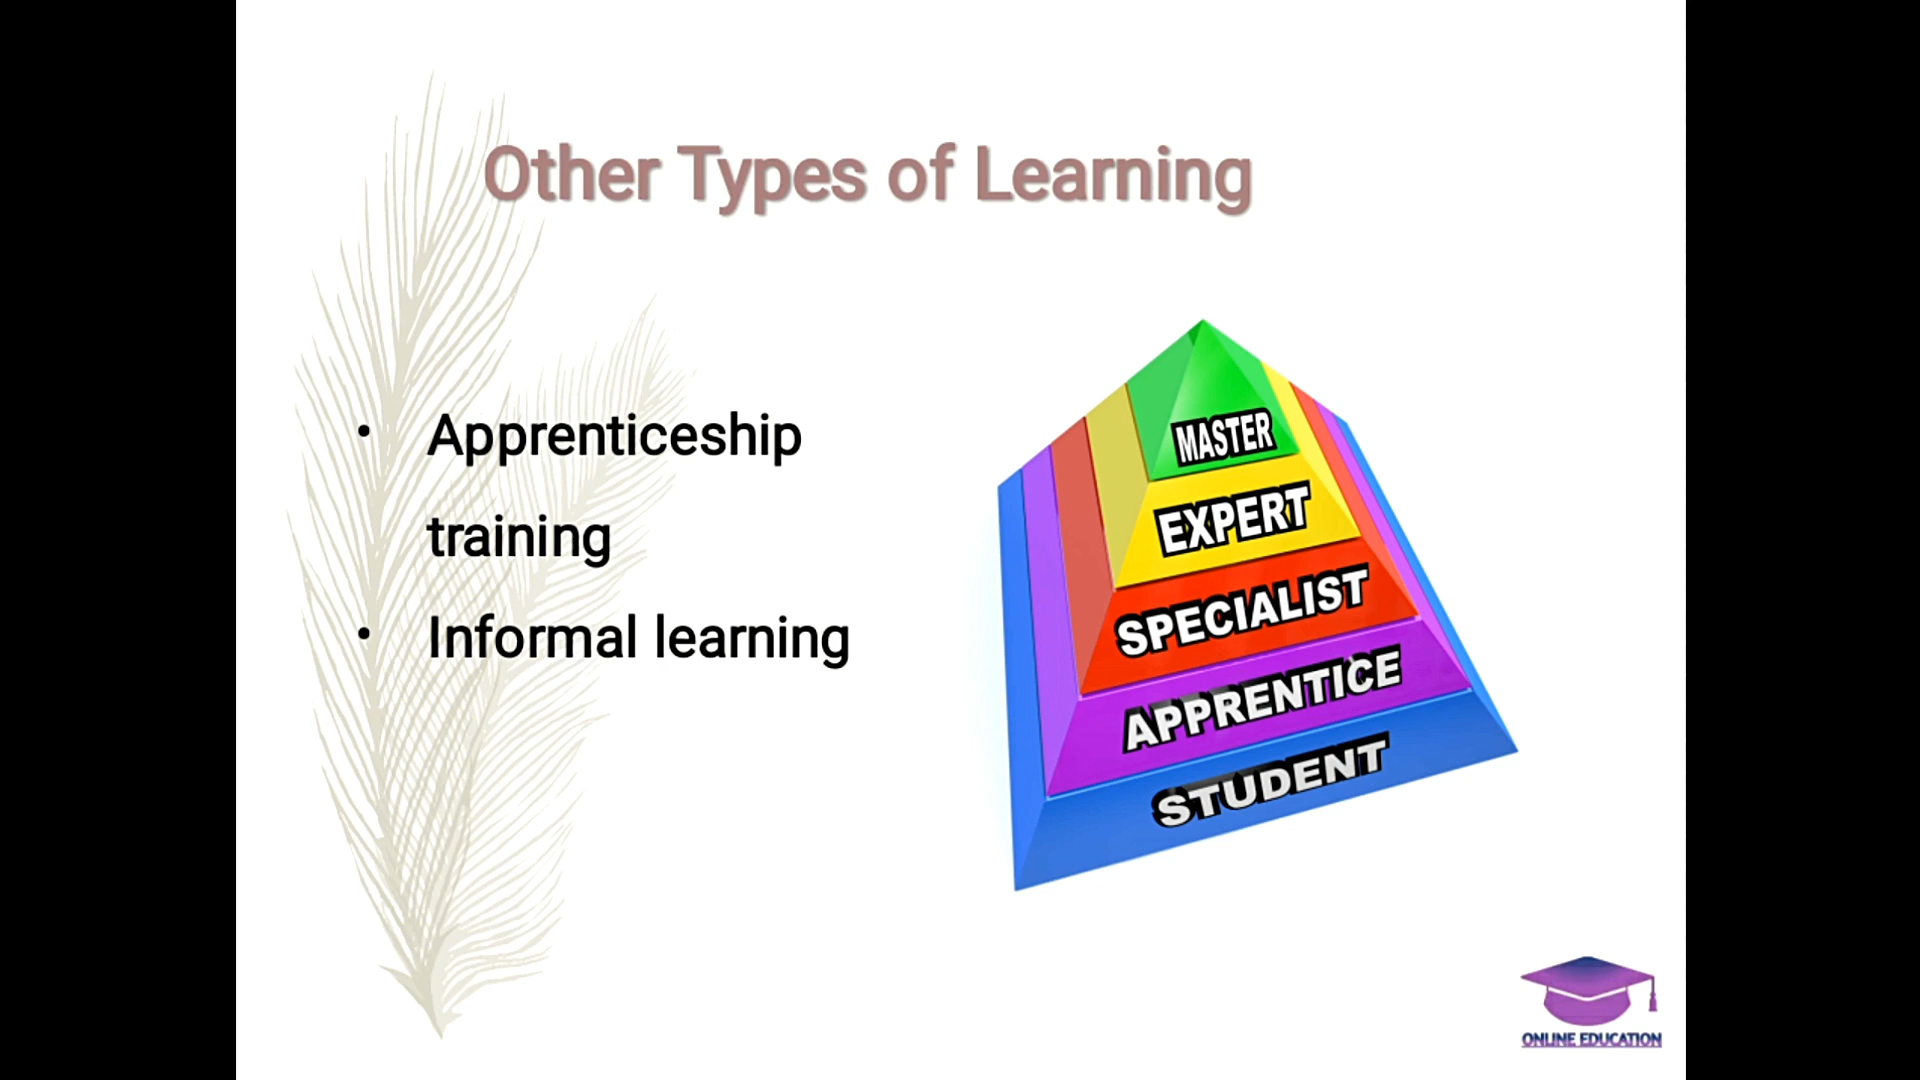 Other Types of Learning
• Apprenticeship
training
• Informal learning
MASTER
EXPERT
SPECIALIST
APPRENTICE
STUDENT
ONLINE EDUCATION